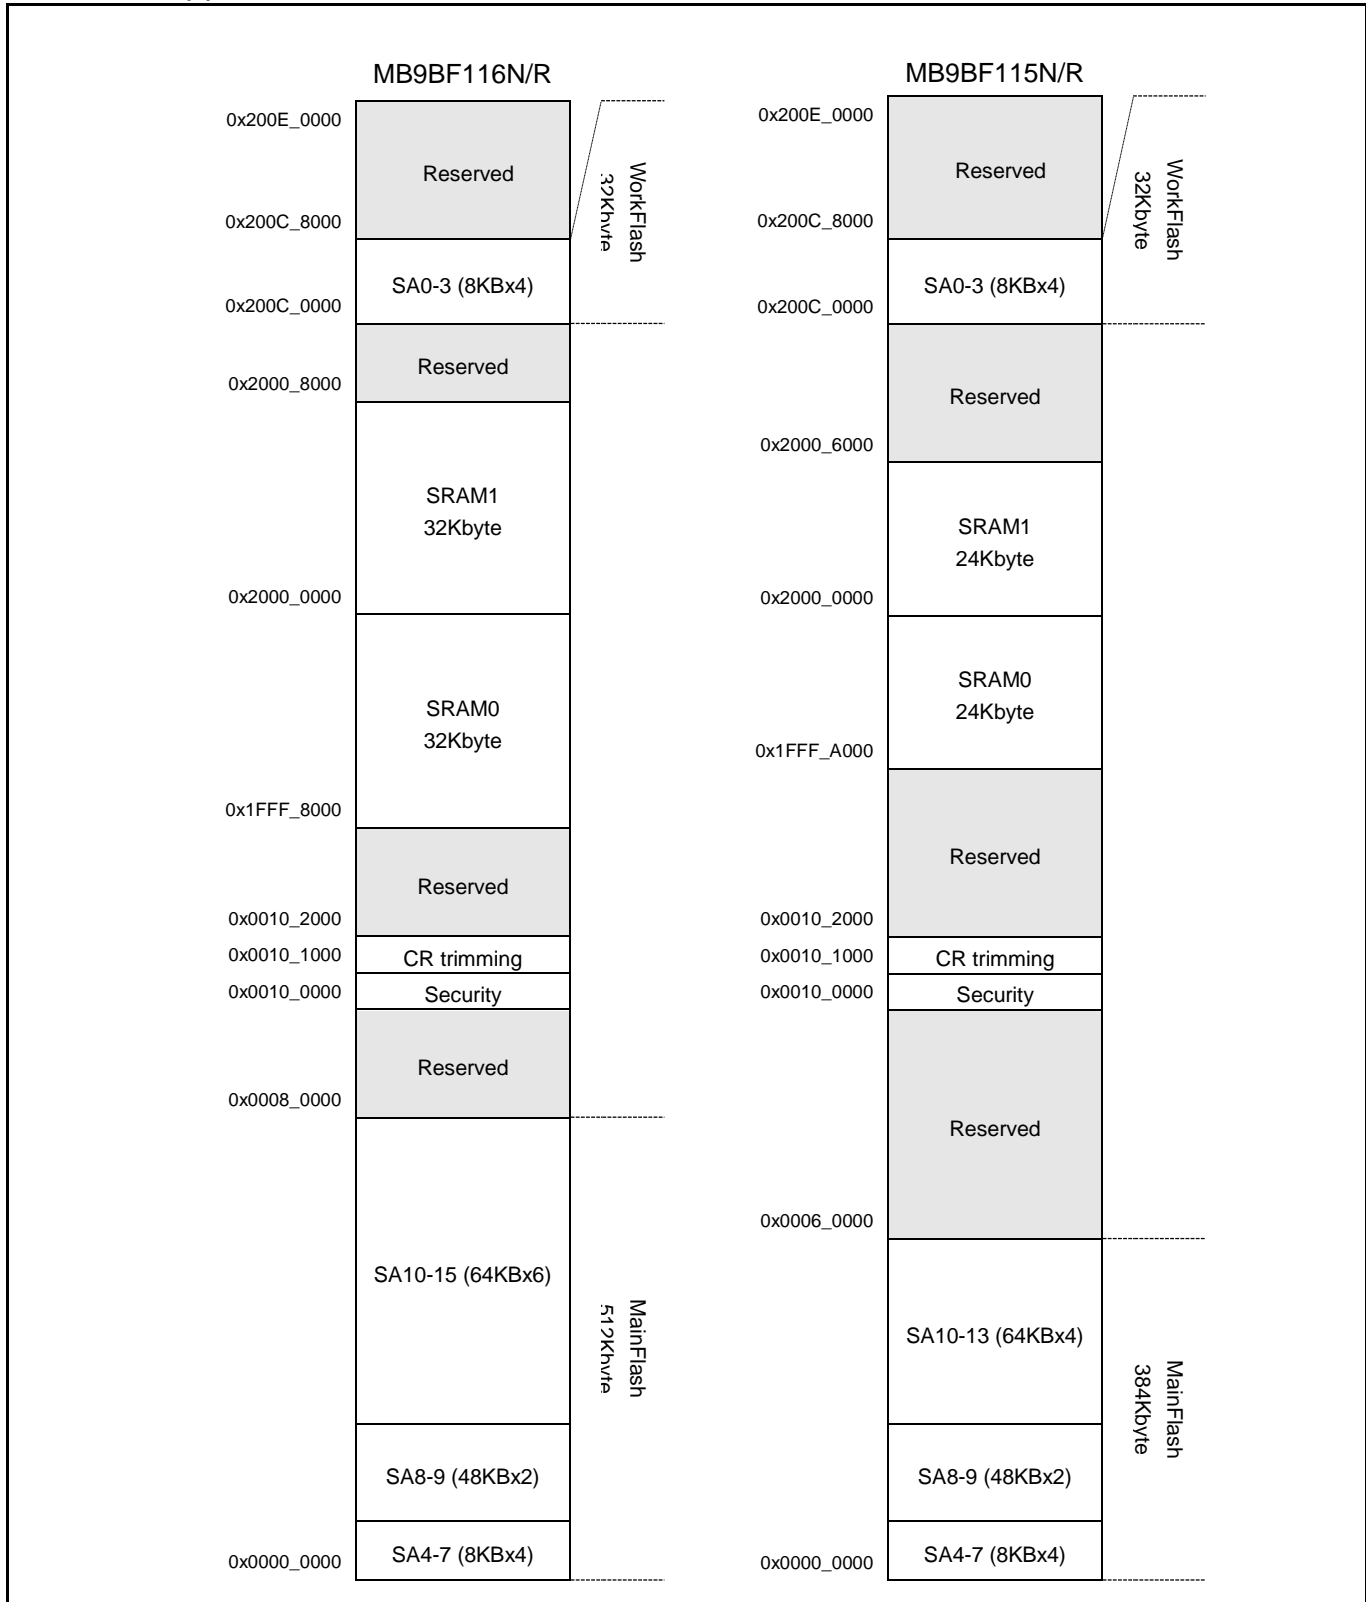 MB9BF116N/R
0x200E_0000
Reserved
0x200C_8000
SA0-3 (8KBx4)
0x200C_0000
Reserved
0x2000_8000
SRAM1
32Kbyte
0x2000_0000
SRAM0
32Kbyte
0x1FFF_8000
Reserved
0x0010_2000
CR trimming
0x0010_1000
Security
0x0010_0000
Reserved
0x0008_0000
SA10-15 (64KBx6)
SA8-9 (48KBx2)
SA4-7 (8KBx4)
0x0000_0000
WorkFlash
32Kbyte
MainFlash
512Kbyte
MB9BF115N/R
0x200E_0000
Reserved
0x200C_8000
SA0-3 (8KBx4)
0x200C_0000
Reserved
0x2000_6000
SRAM1
24Kbyte
0x2000_0000
SRAM0
24Kbyte
0x1FFF_A000
Reserved
0x0010_2000
CR trimming
0x0010_1000
Security
0x0010_0000
Reserved
0x0006_0000
SA10-13 (64KBx4)
SA8-9 (48KBx2)
SA4-7 (8KBx4)
0x0000_0000
WorkFlash
32Kbyte
MainFlash
384Kbyte